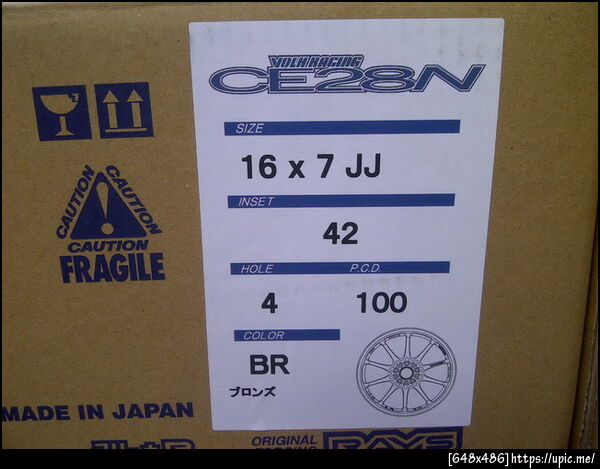 VOLK RACING
CE28N
SIZE
16 x 7 JJ
INSET
42
HOLE P.C.D.
4 100
COLOR
BR
ブロンズ
CAUTION
CAUTION
CAUTION
FRAGILE
MADE IN JAPAN
ORIGINAL
RAYS
[648x486]https://upic.me/